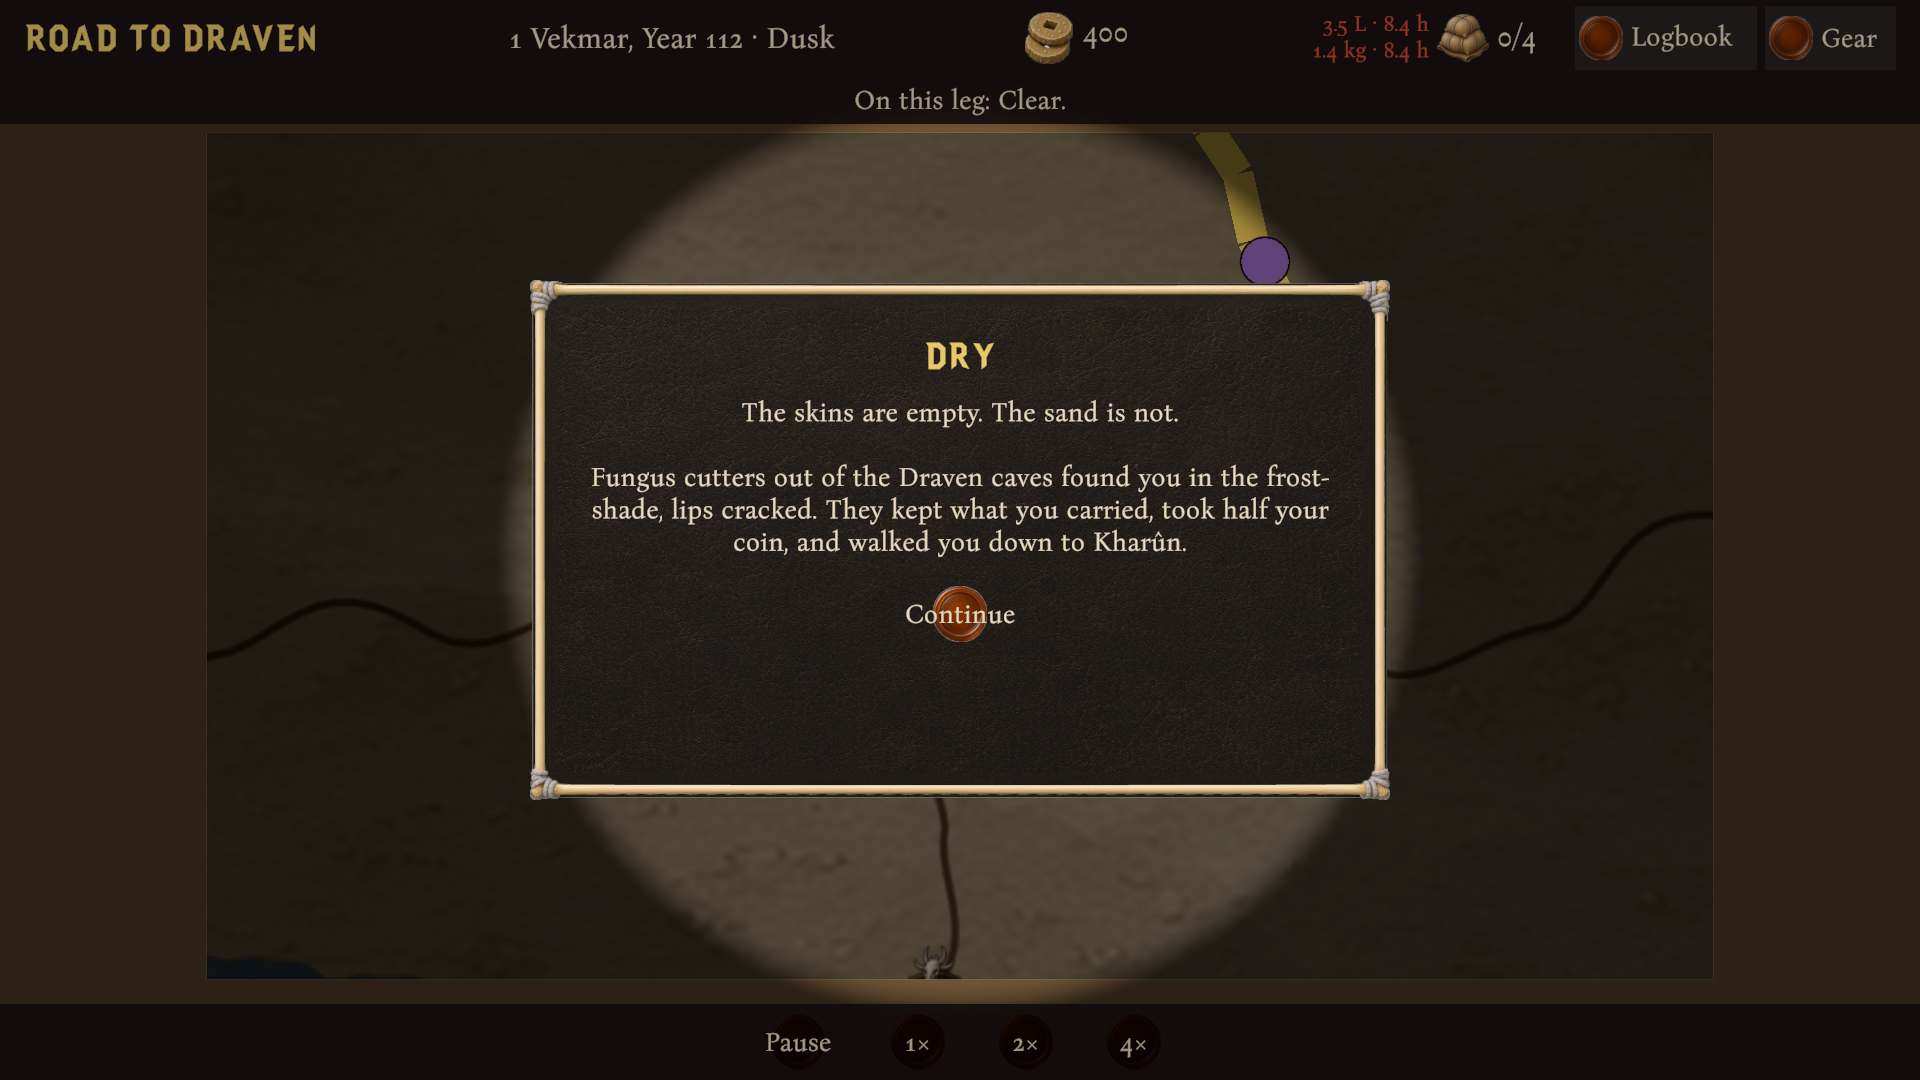 ROAD TO DRAVEN
1 Vekmar, Year 112 · Dusk
400
3.5 L · 8.4 h
1.4 kg · 8.4 h
0/4
Logbook
Gear
On this leg: Clear.
DRY
The skins are empty. The sand is not.
Fungus cutters out of the Draven caves found you in the frost-
shade, lips cracked. They kept what you carried, took half your
coin, and walked you down to Kharûn.
Continue
Pause
1×
2×
4×